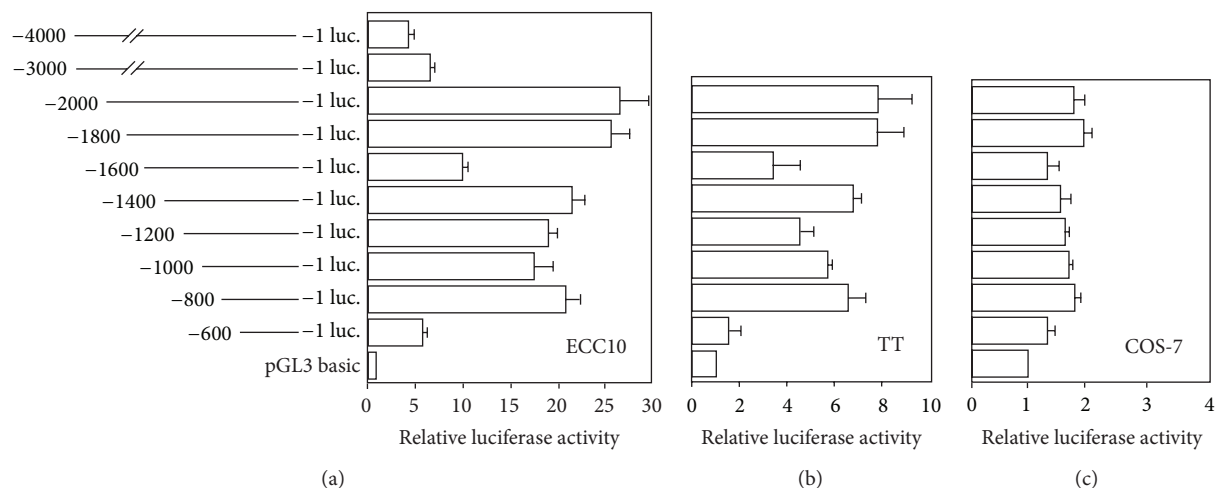 −4000 −1 luc.
−3000 −1 luc.
−2000 −1 luc.
−1800 −1 luc.
−1600 −1 luc.
−1400 −1 luc.
−1200 −1 luc.
−1000 −1 luc.
−800 −1 luc.
−600 −1 luc.
pGL3 basic
ECC10
0 5 10 15 20 25 30
Relative luciferase activity
(a)
TT
0 2 4 6 8 10
Relative luciferase activity
(b)
COS-7
0 1 2 3 4
Relative luciferase activity
(c)